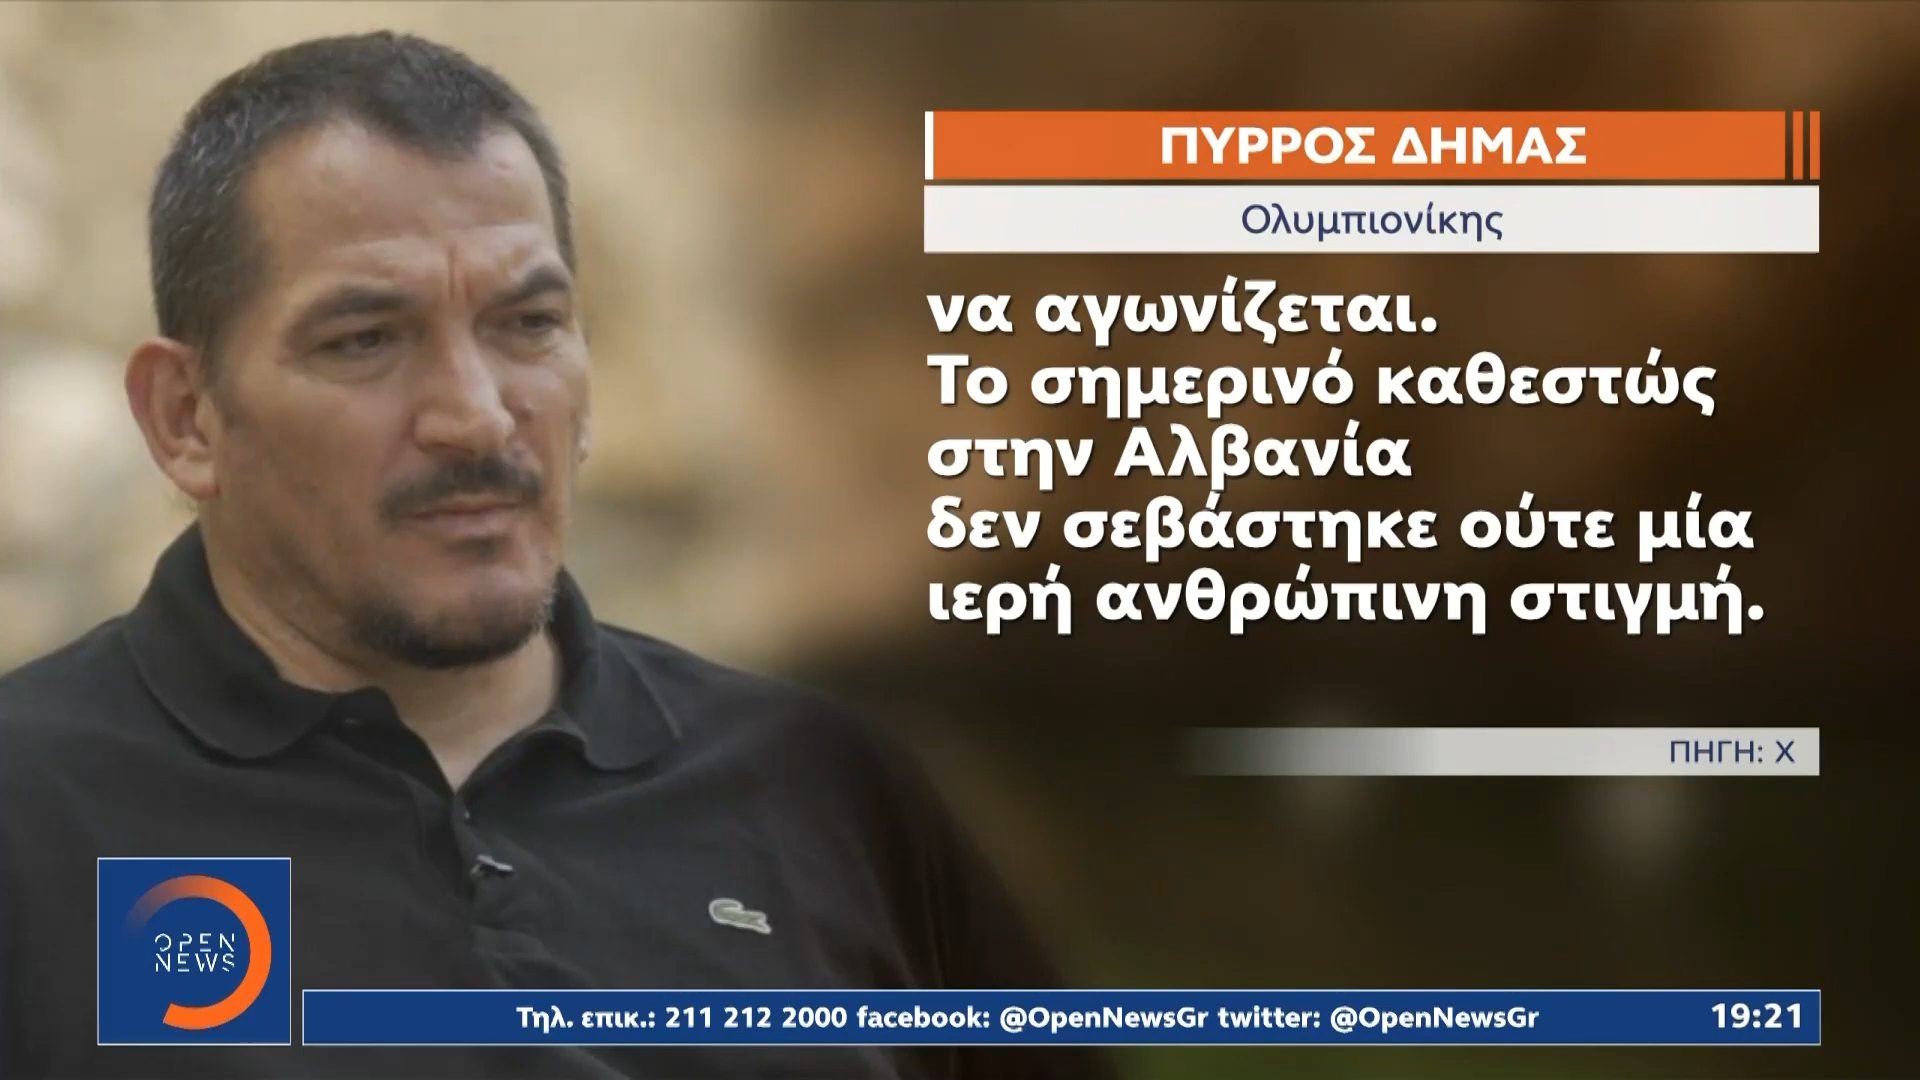 ΠΥΡΡΟΣ ΔΗΜΑΣ
Ολυμπιονίκης
να αγωνίζεται.
Το σημερινό καθεστώς
στην Αλβανία
δεν σεβάστηκε ούτε μία
ιερή ανθρώπινη στιγμή.
ΠΗΓΗ: Χ
OPEN
NEWS
Τηλ. επικ.: 211 212 2000 facebook: @OpenNewsGr twitter: @OpenNewsGr
19:21